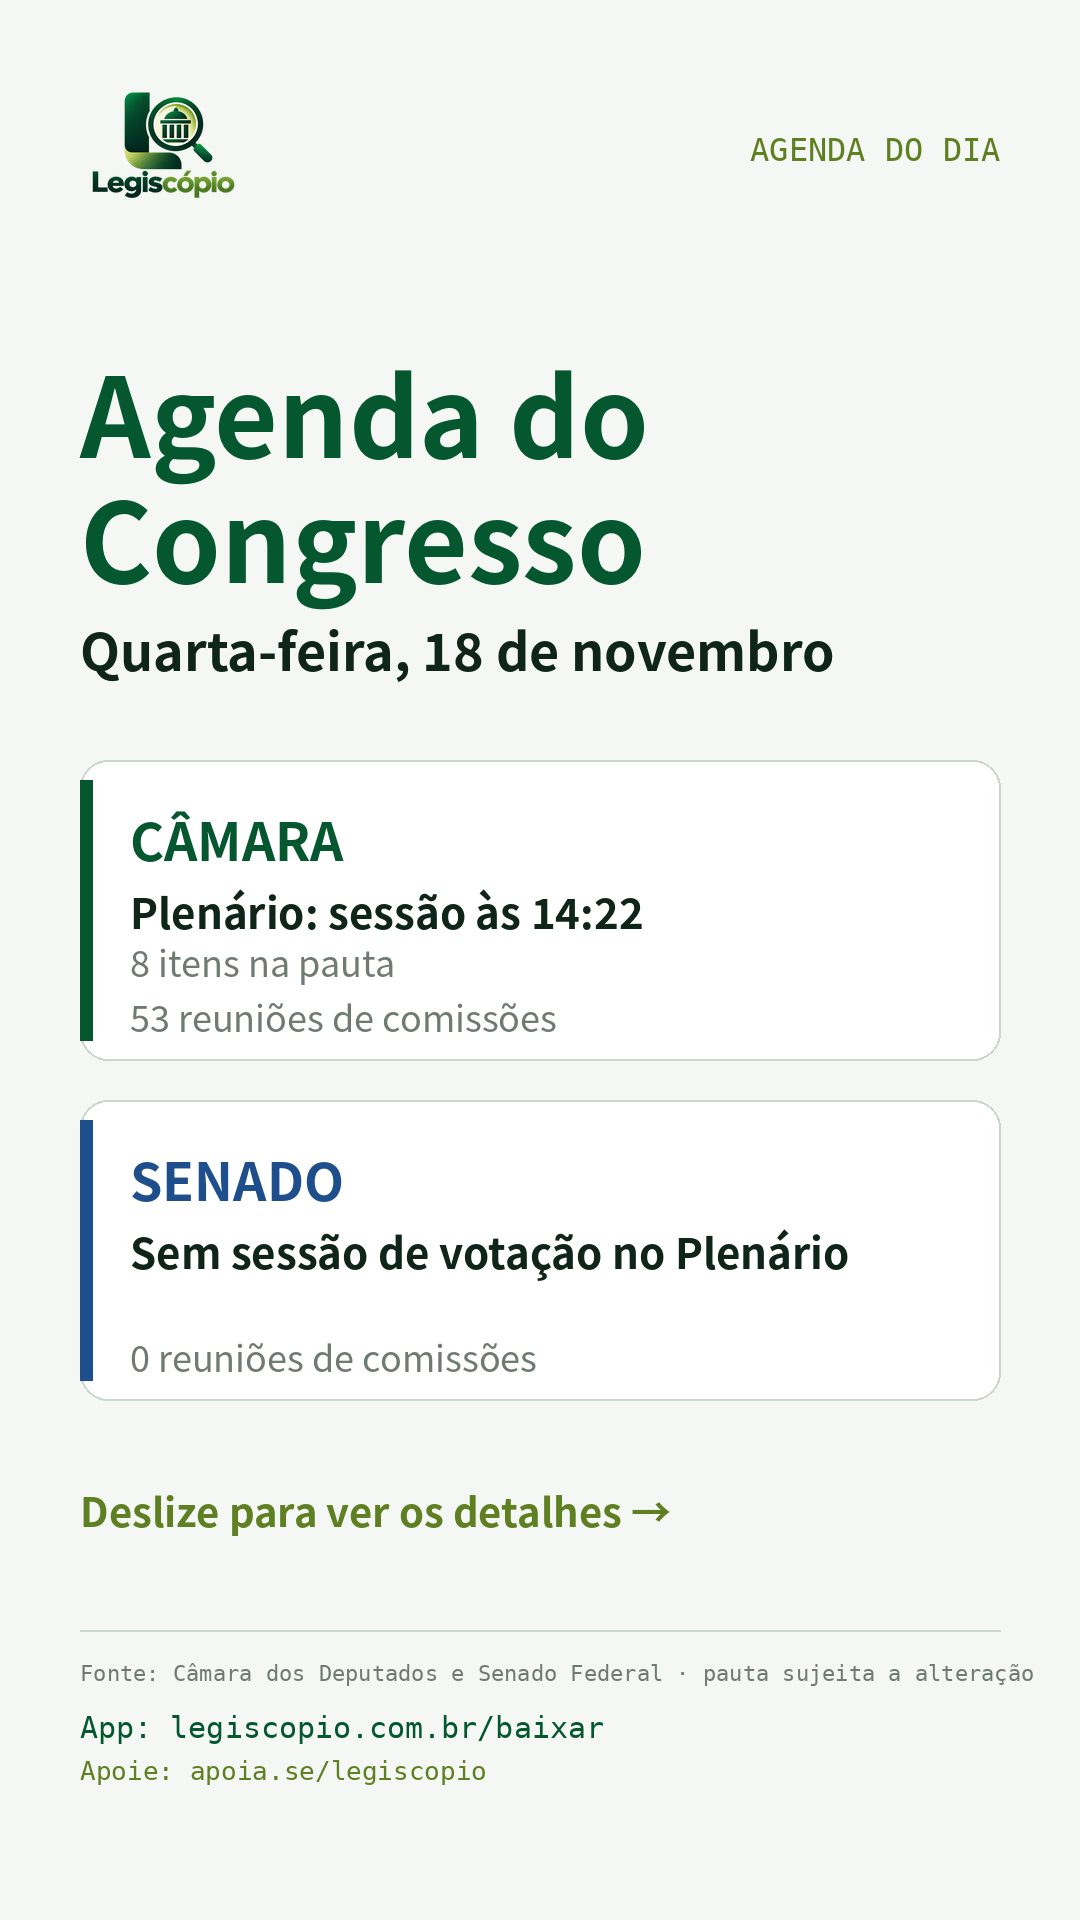 Legiscópio
AGENDA DO DIA
Agenda do
Congresso
Quarta-feira, 18 de novembro
CÂMARA
Plenário: sessão às 14:22
8 itens na pauta
53 reuniões de comissões
SENADO
Sem sessão de votação no Plenário
0 reuniões de comissões
Deslize para ver os detalhes →
Fonte: Câmara dos Deputados e Senado Federal · pauta sujeita a alteração
App: legiscopio.com.br/baixar
Apoie: apoia.se/legiscopio